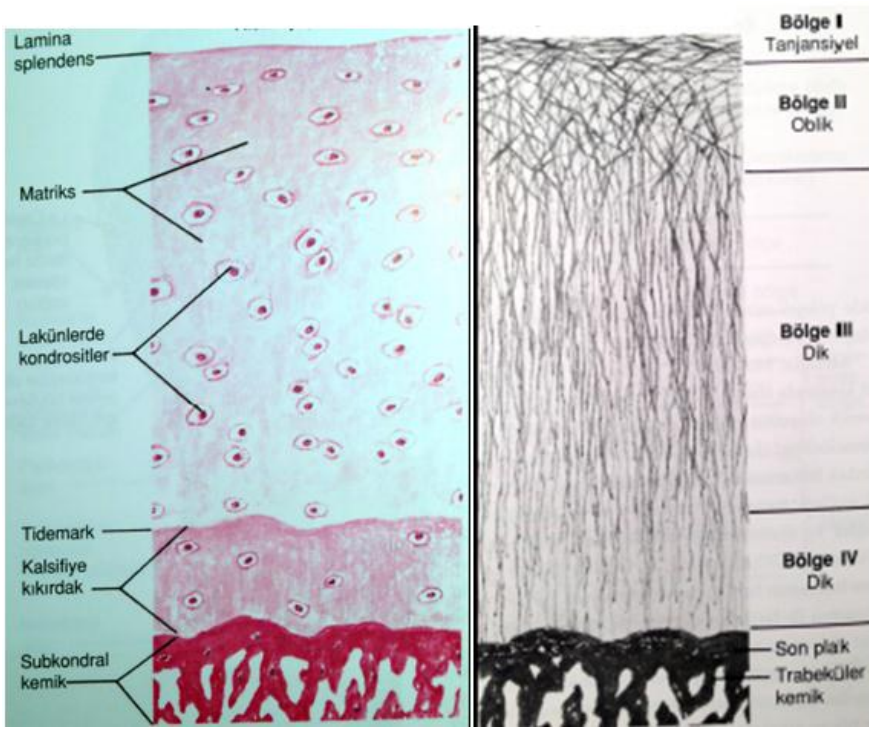 Lamina
splendens
Matriks
Lakünlerde
kondrositler
Tidemark
Kalsifiye
kıkırdak
Subkondral
kemik
Bölge I
Tanjansiyel
Bölge II
Oblik
Bölge III
Dik
Bölge IV
Dik
Son plak
Trabeküler
kemik